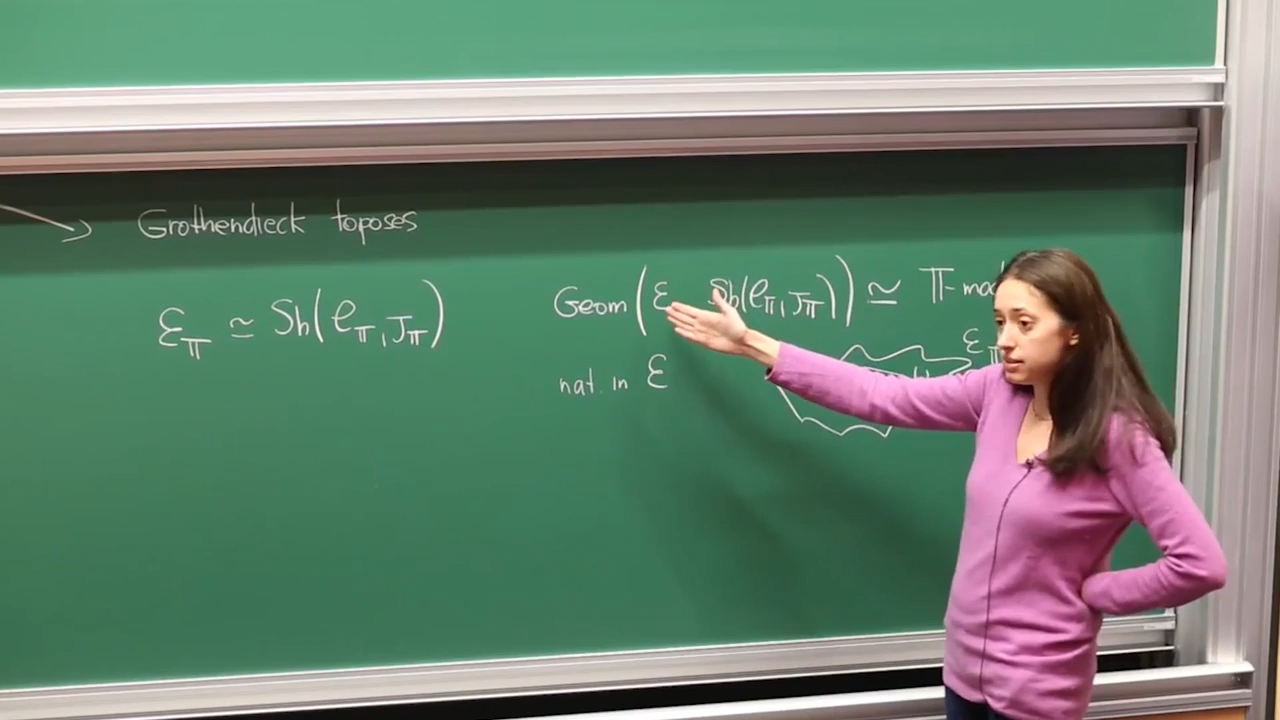 Grothendieck toposes
ℰ_𝕋 ≃ Sh(𝒞_𝕋, J_𝕋)
Geom(ℰ, Sh(𝒞_𝕋, J_𝕋)) ≃ 𝕋-mod
nat. in ℰ
ℰ_𝕋